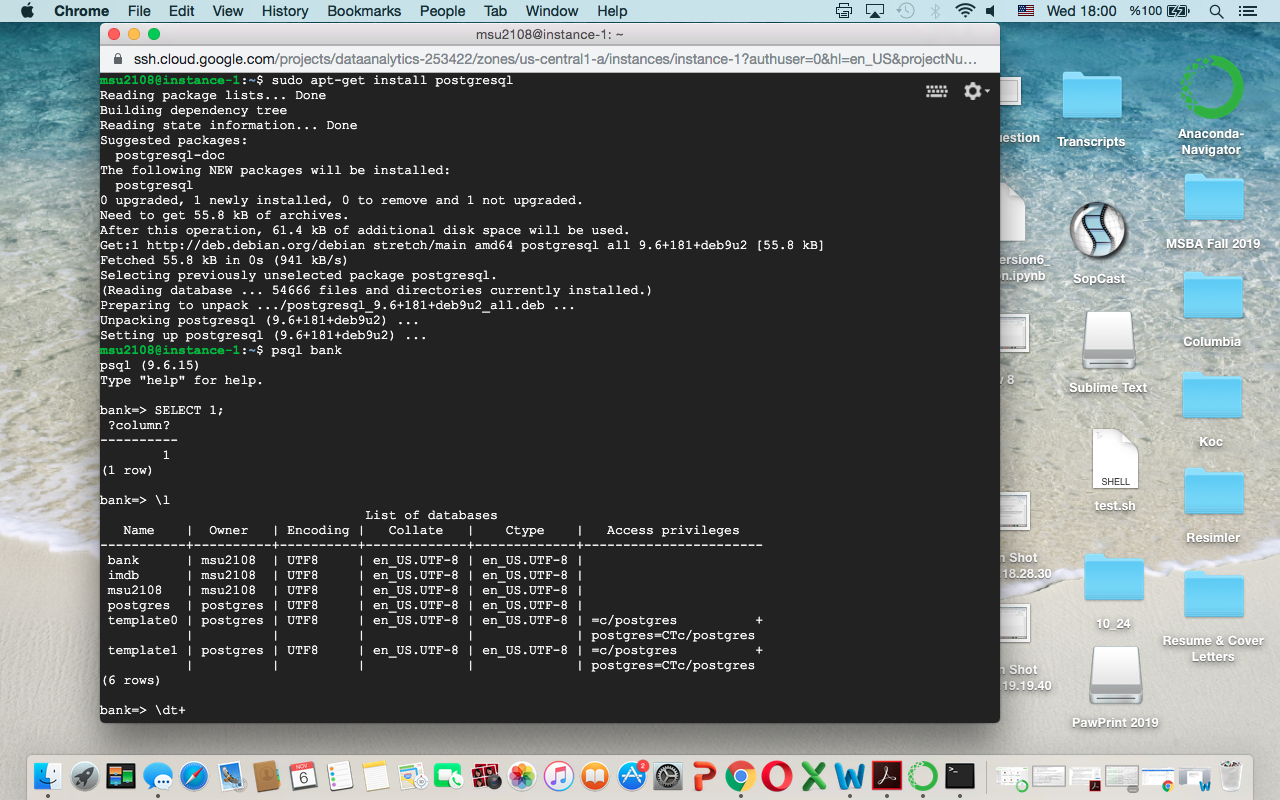 Chrome File Edit View History Bookmarks People Tab Window Help Wed 18:00 %100
msu2108@instance-1: ~
ssh.cloud.google.com/projects/dataanalytics-253422/zones/us-central1-a/instances/instance-1?authuser=0&hl=en_US&projectNu...
msu2108@instance-1:~$ sudo apt-get install postgresql
Reading package lists... Done
Building dependency tree
Reading state information... Done
Suggested packages:
  postgresql-doc
The following NEW packages will be installed:
  postgresql
0 upgraded, 1 newly installed, 0 to remove and 1 not upgraded.
Need to get 55.8 kB of archives.
After this operation, 61.4 kB of additional disk space will be used.
Get:1 http://deb.debian.org/debian stretch/main amd64 postgresql all 9.6+181+deb9u2 [55.8 kB]
Fetched 55.8 kB in 0s (941 kB/s)
Selecting previously unselected package postgresql.
(Reading database ... 54666 files and directories currently installed.)
Preparing to unpack .../postgresql_9.6+181+deb9u2_all.deb ...
Unpacking postgresql (9.6+181+deb9u2) ...
Setting up postgresql (9.6+181+deb9u2) ...
msu2108@instance-1:~$ psql bank
psql (9.6.15)
Type "help" for help.
bank=> SELECT 1;
 ?column?
----------
        1
(1 row)
bank=> \l
                                  List of databases
   Name    |  Owner   | Encoding |   Collate   |    Ctype    |   Access privileges
-----------+----------+----------+-------------+-------------+-----------------------
 bank      | msu2108  | UTF8     | en_US.UTF-8 | en_US.UTF-8 |
 imdb      | msu2108  | UTF8     | en_US.UTF-8 | en_US.UTF-8 |
 msu2108   | msu2108  | UTF8     | en_US.UTF-8 | en_US.UTF-8 |
 postgres  | postgres | UTF8     | en_US.UTF-8 | en_US.UTF-8 |
 template0 | postgres | UTF8     | en_US.UTF-8 | en_US.UTF-8 | =c/postgres          +
           |          |          |             |             | postgres=CTc/postgres
 template1 | postgres | UTF8     | en_US.UTF-8 | en_US.UTF-8 | =c/postgres          +
           |          |          |             |             | postgres=CTc/postgres
(6 rows)
bank=> \dt+
estion
ersion6_
on.ipynb
v 8
n Shot
18.28.30
n Shot
19.19.40
Transcripts
SopCast
Sublime Text
SHELL
test.sh
10_24
PawPrint 2019
Anaconda-
Navigator
MSBA Fall 2019
Columbia
Koc
Resimler
Resume & Cover
Letters
NOV
6
2